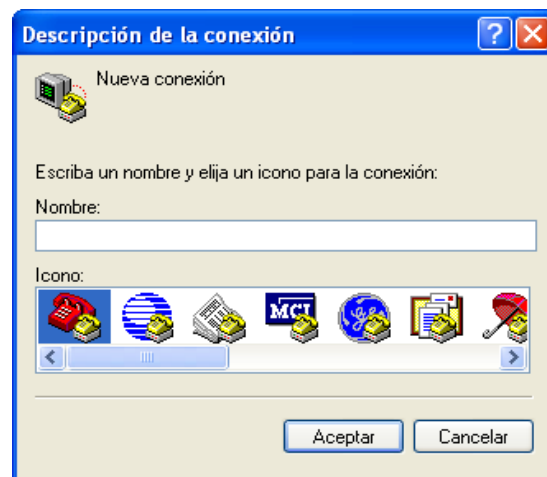 Descripción de la conexión
Nueva conexión
Escriba un nombre y elija un icono para la conexión:
Nombre:
Icono:
MCI
Aceptar
Cancelar